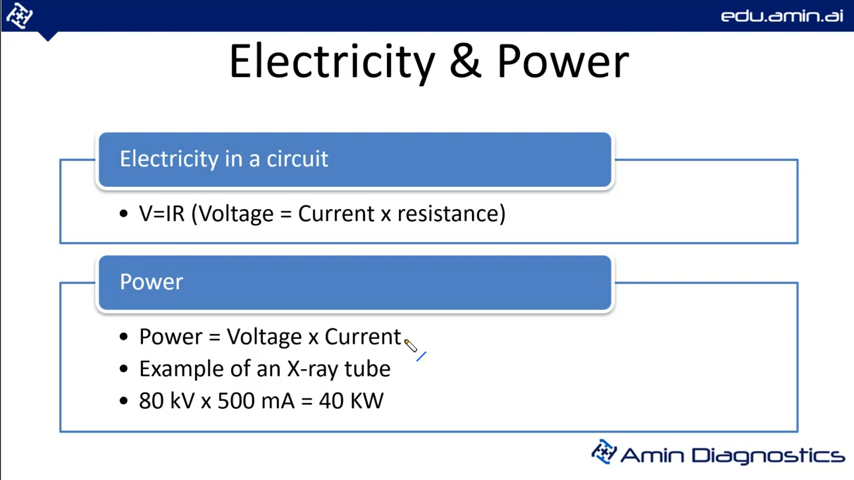 edu.amin.ai
Electricity & Power
Electricity in a circuit
• V=IR (Voltage = Current x resistance)
Power
• Power = Voltage x Current
• Example of an X-ray tube
• 80 kV x 500 mA = 40 KW
Amin Diagnostics